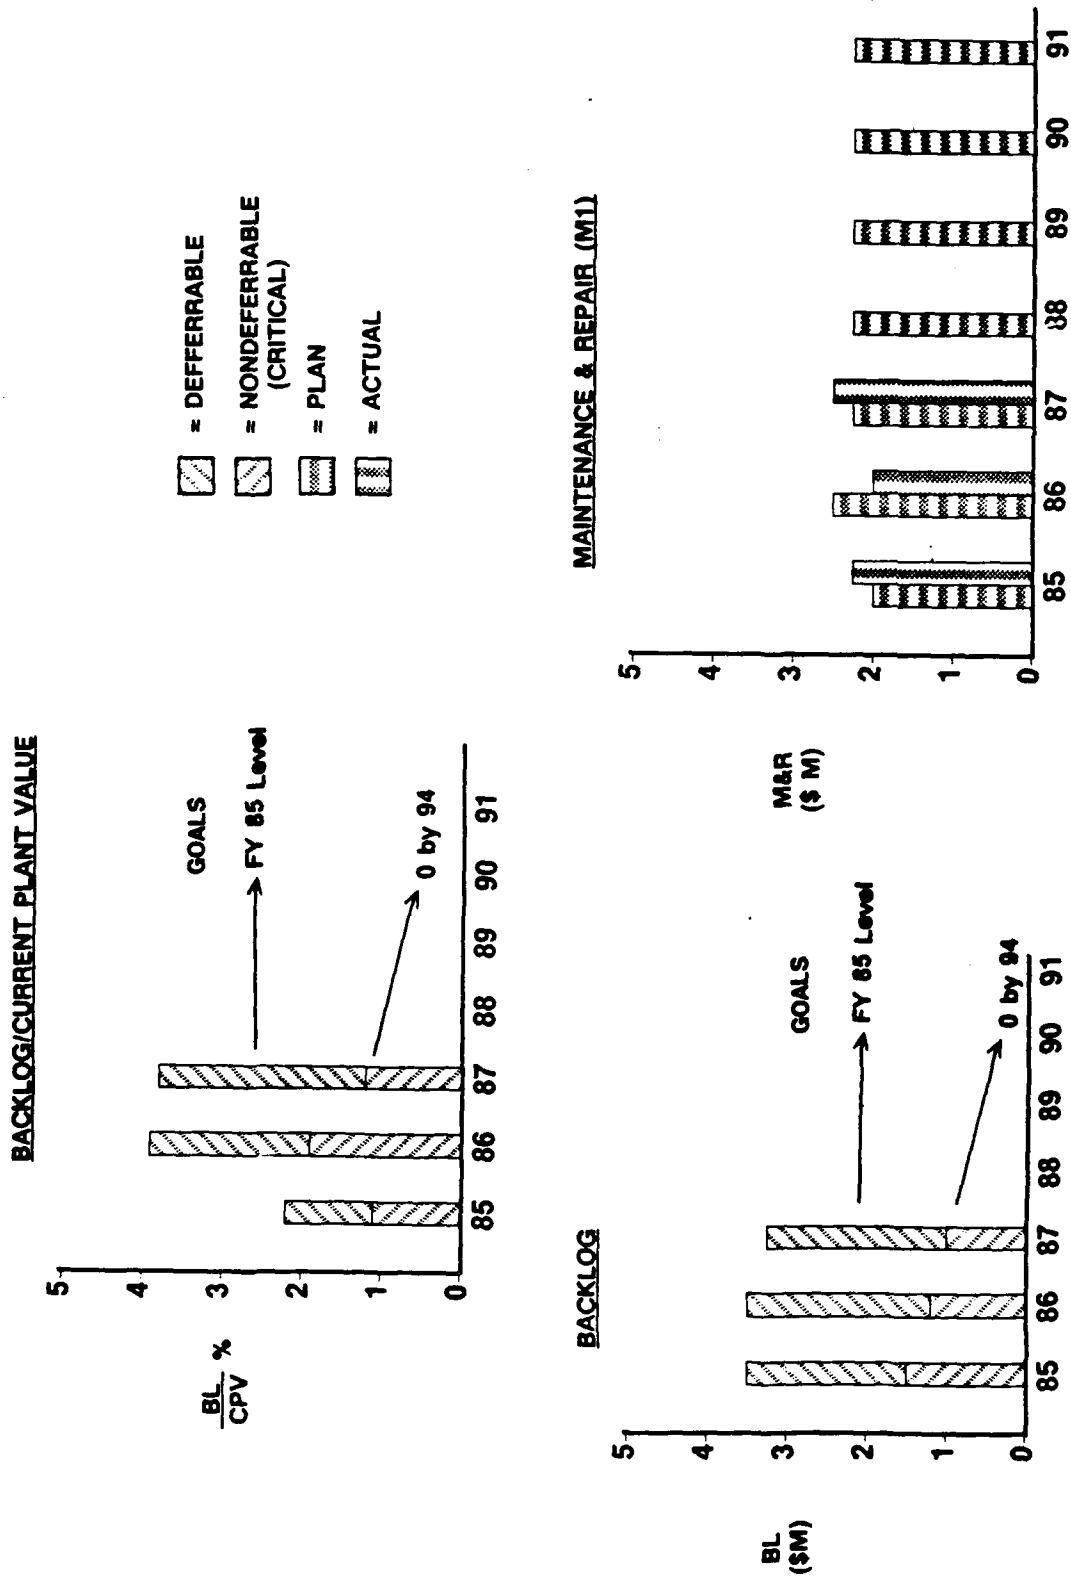 BACKLOG/CURRENT PLANT VALUE
BL
CPV %
5
4
3
2
1
0
GOALS
FY 85 Level
0 by 94
85 86 87 88 89 90 91
= DEFFERRABLE
= NONDEFERRABLE
(CRITICAL)
= PLAN
= ACTUAL
BACKLOG
BL
($M)
5
4
3
2
1
0
GOALS
FY 85 Level
0 by 94
85 86 87 88 89 90 91
MAINTENANCE & REPAIR (M1)
M&R
($ M)
5
4
3
2
1
0
85 86 87 88 89 90 91